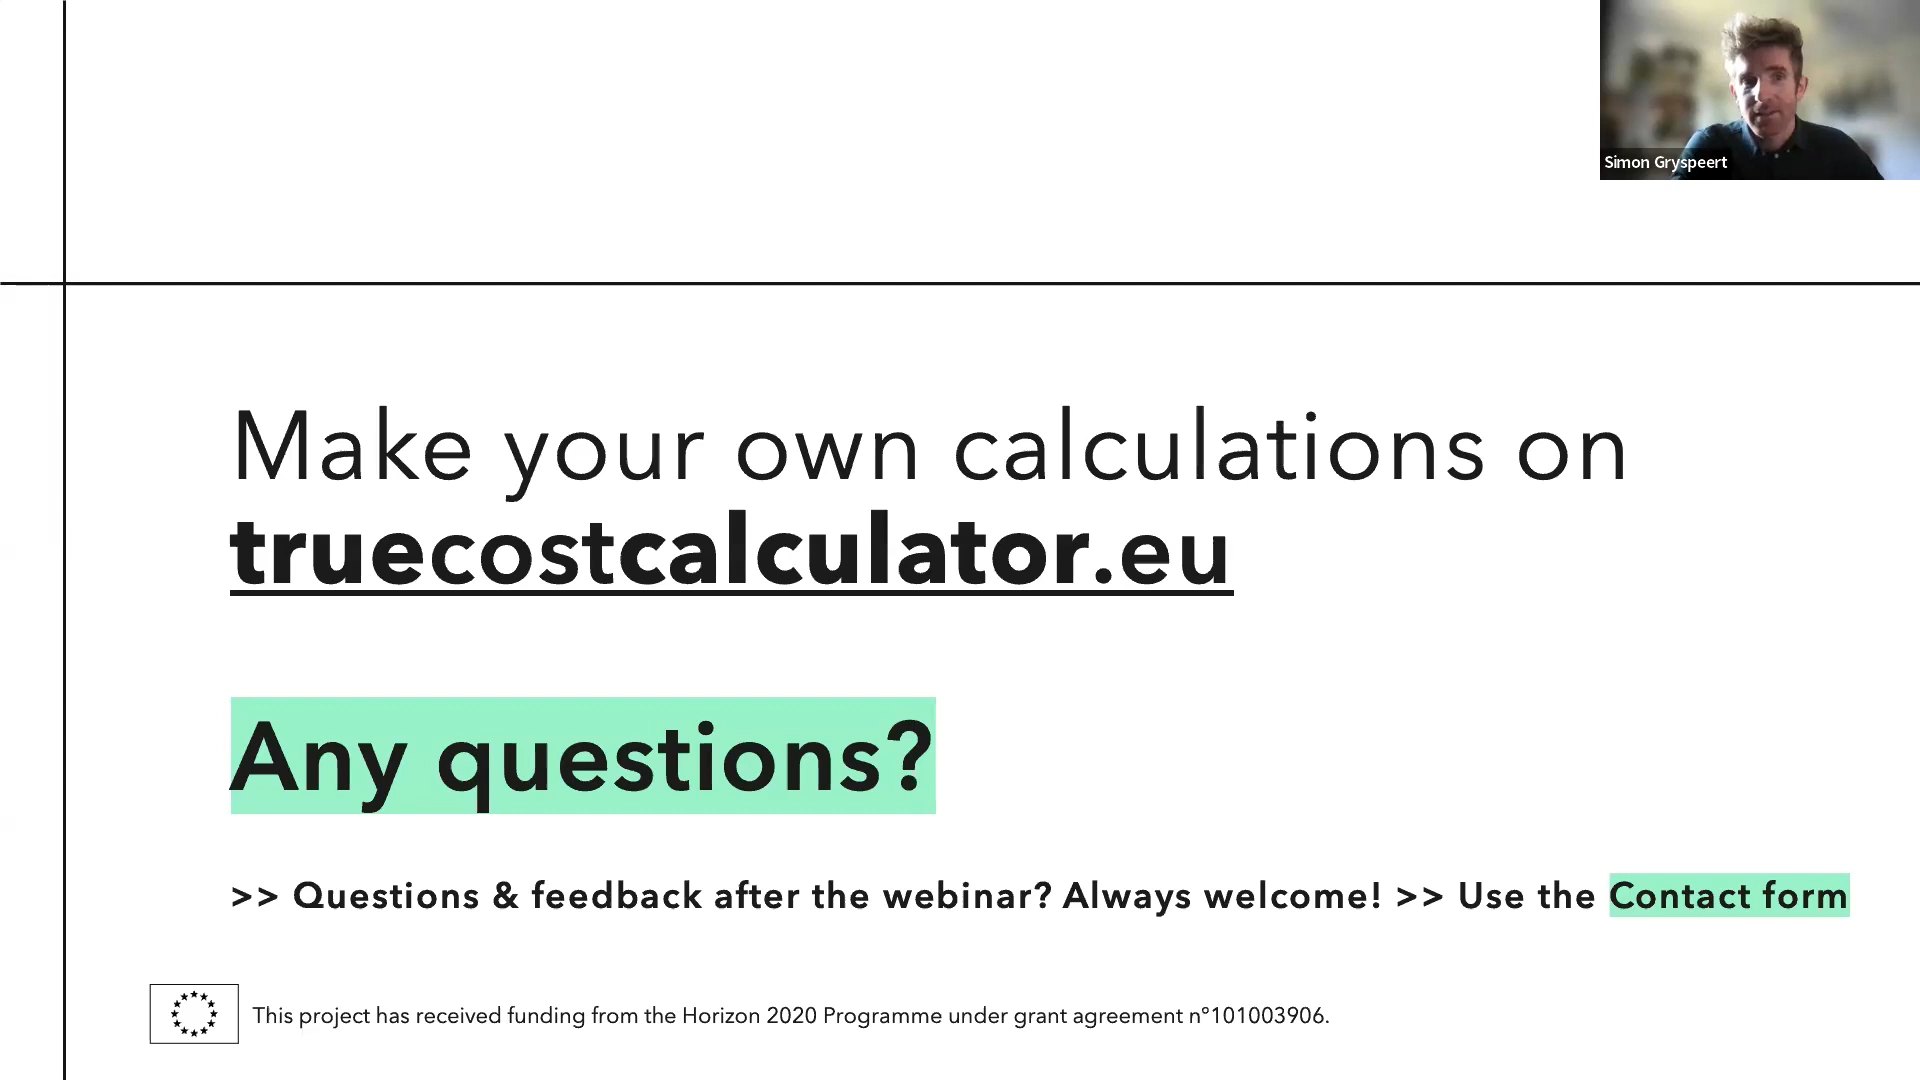 Simon Gryspeert
Make your own calculations on
truecostcalculator.eu
Any questions?
>> Questions & feedback after the webinar? Always welcome! >> Use the Contact form
This project has received funding from the Horizon 2020 Programme under grant agreement n°101003906.